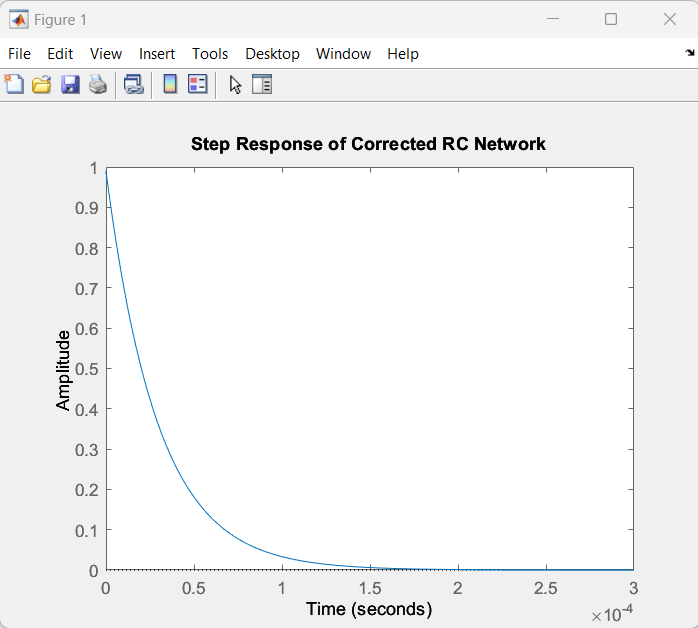 Figure 1
File Edit View Insert Tools Desktop Window Help
Step Response of Corrected RC Network
1
0.9
0.8
0.7
0.6
0.5
0.4
0.3
0.2
0.1
0
Amplitude
0 0.5 1 1.5 2 2.5 3
Time (seconds)
×10-4